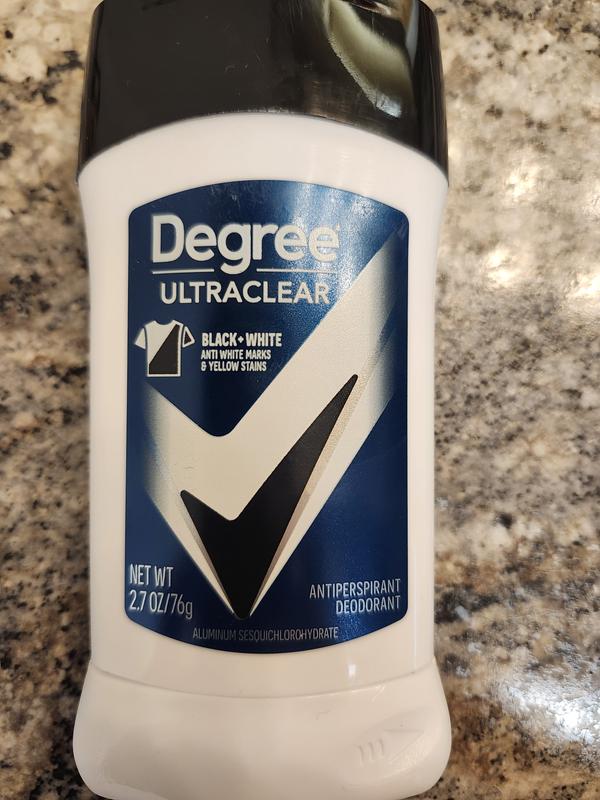 Degree
ULTRACLEAR
BLACK+WHITE
ANTI WHITE MARKS
& YELLOW STAINS
NET WT
2.7 OZ/76g
ANTIPERSPIRANT
DEODORANT
ALUMINUM SESQUICHLOROHYDRATE